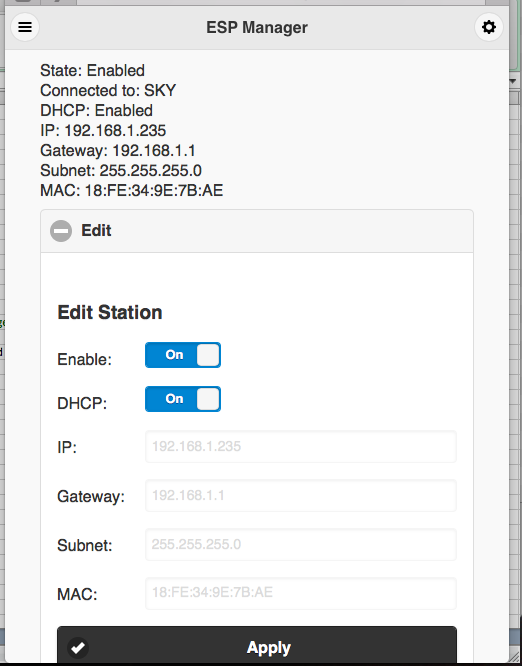 ESP Manager
State: Enabled
Connected to: SKY
DHCP: Enabled
IP: 192.168.1.235
Gateway: 192.168.1.1
Subnet: 255.255.255.0
MAC: 18:FE:34:9E:7B:AE
Edit
Edit Station
Enable: On
DHCP: On
IP: 192.168.1.235
Gateway: 192.168.1.1
Subnet: 255.255.255.0
MAC: 18:FE:34:9E:7B:AE
Apply